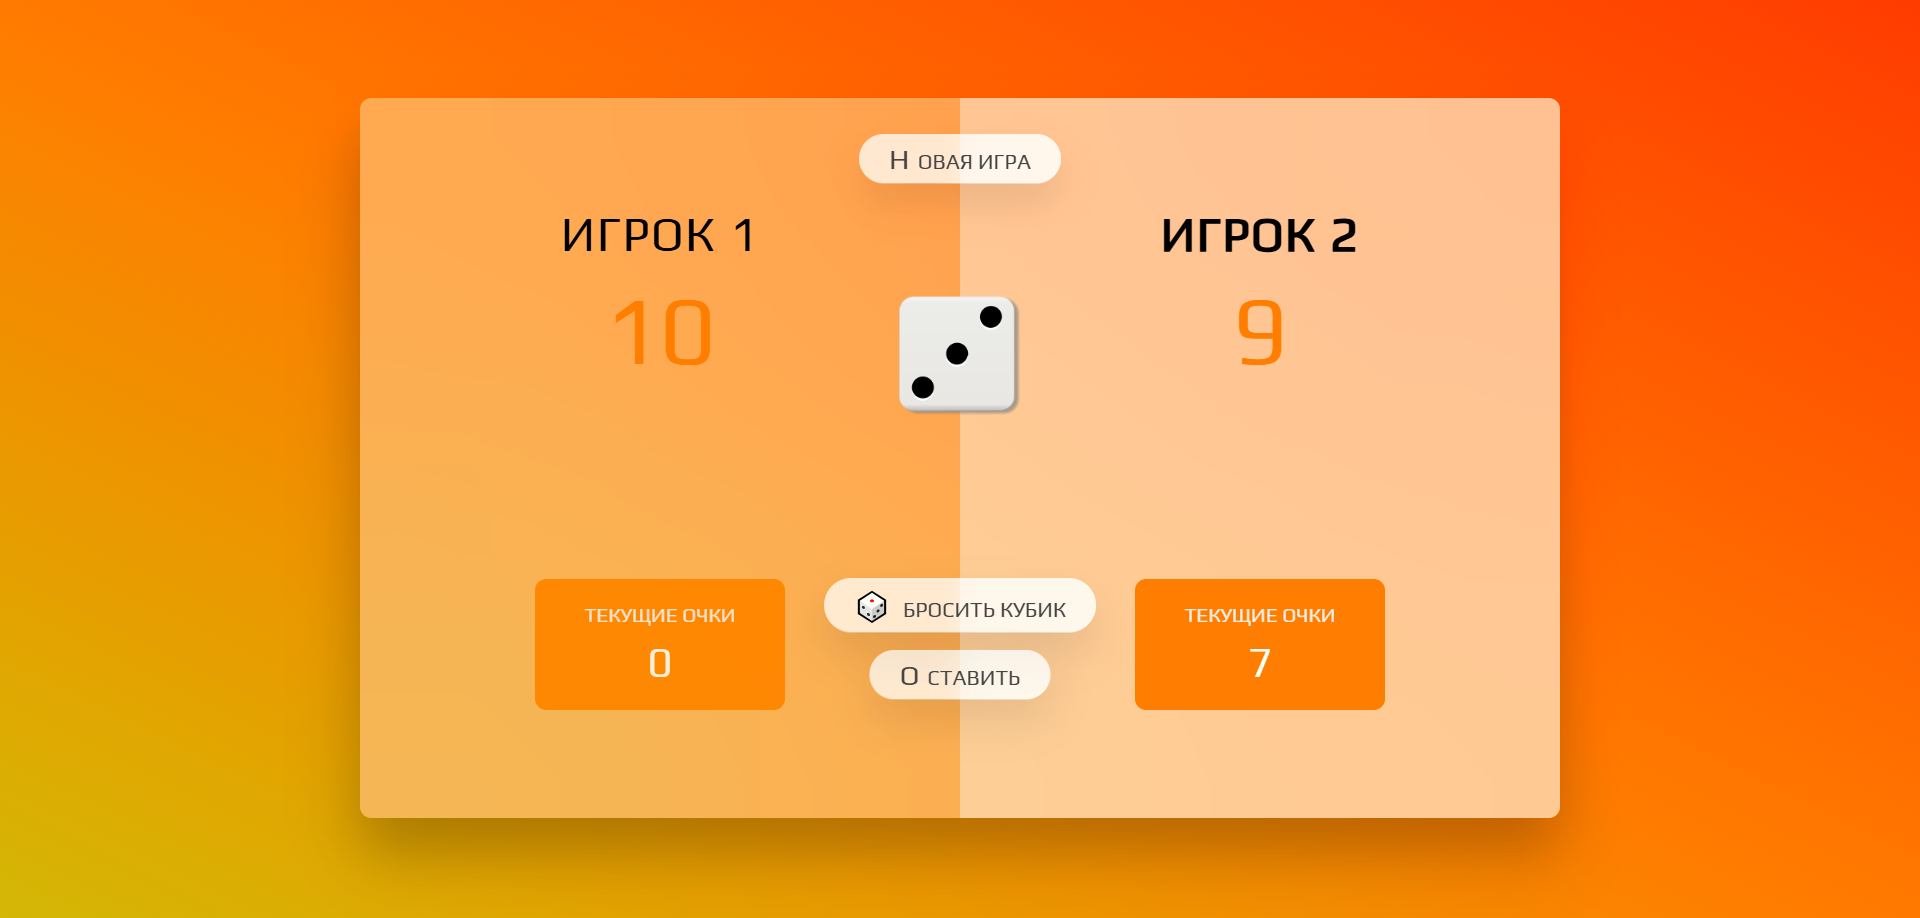 Н ОВАЯ ИГРА
ИГРОК 1
ИГРОК 2
10
9
ТЕКУЩИЕ ОЧКИ
0
БРОСИТЬ КУБИК
О СТАВИТЬ
ТЕКУЩИЕ ОЧКИ
7